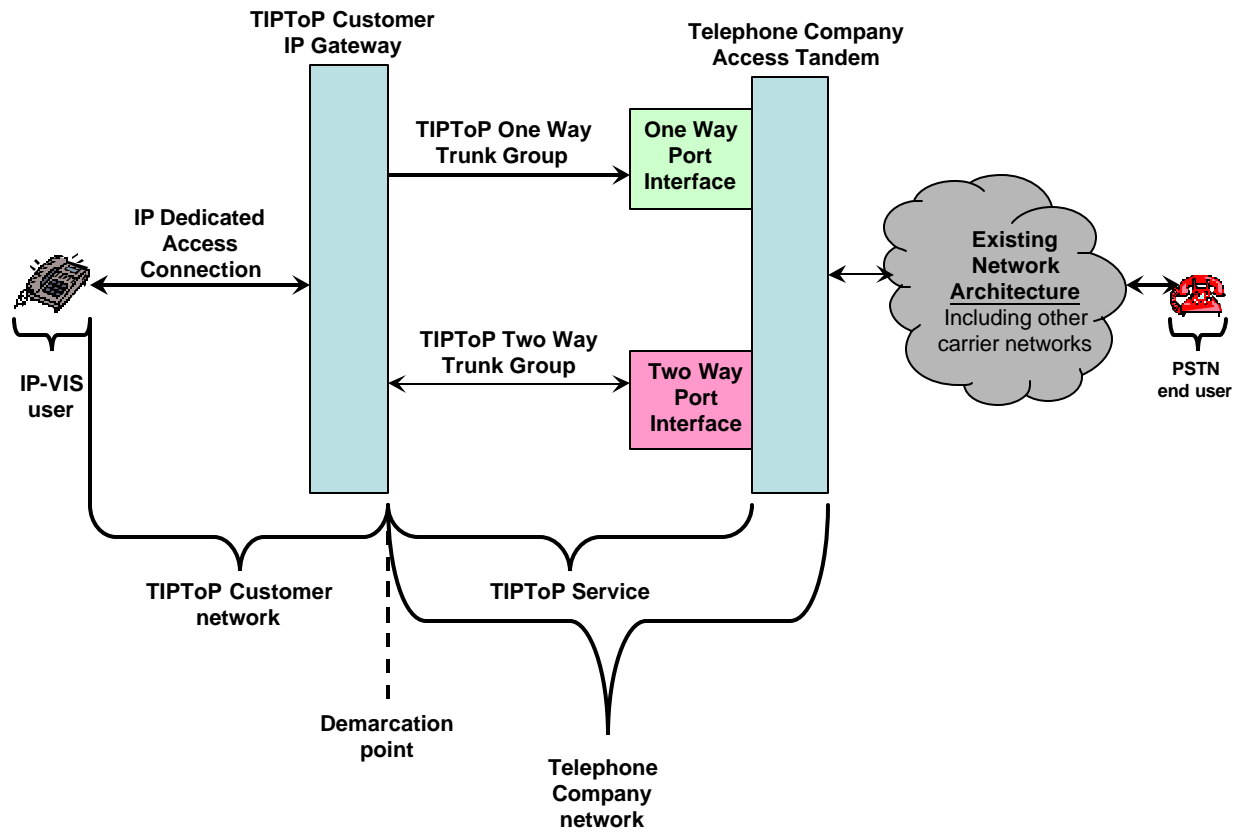 TIPToP Customer
IP Gateway
Telephone Company
Access Tandem
TIPToP One Way
Trunk Group
One Way
Port
Interface
IP Dedicated
Access
Connection
Existing
Network
Architecture
Including other
carrier networks
TIPToP Two Way
Trunk Group
Two Way
Port
Interface
IP-VIS
user
PSTN
end user
TIPToP Customer
network
TIPToP Service
Demarcation
point
Telephone
Company
network